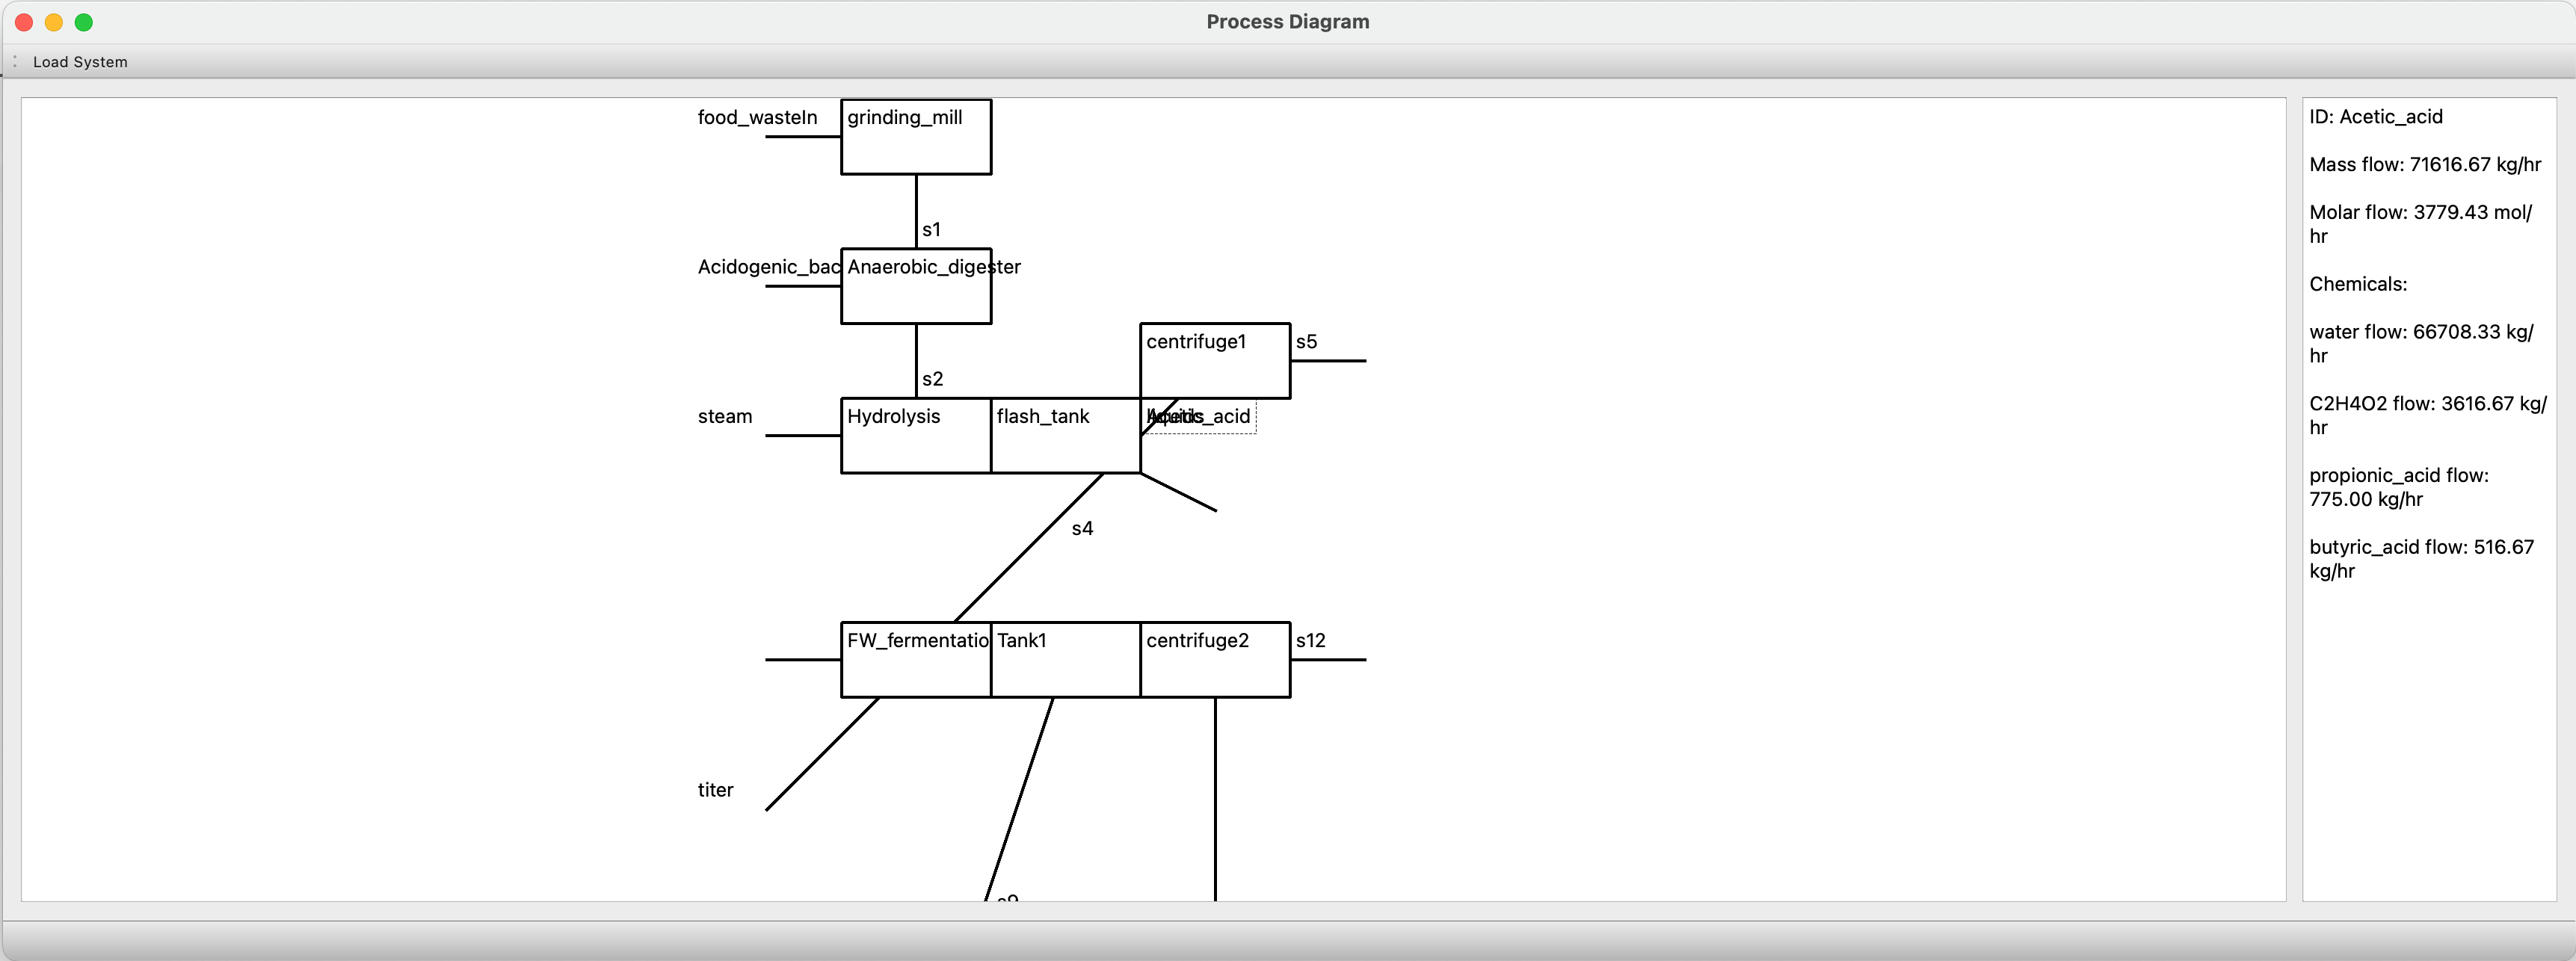 Process Diagram
Load System
food_wasteIn
grinding_mill
s1
Acidogenic_bac
Anaerobic_digester
s2
centrifuge1
s5
steam
Hydrolysis
flash_tank
Acetic_acid
s4
FW_fermentatio
Tank1
centrifuge2
s12
titer
s9
ID: Acetic_acid
Mass flow: 71616.67 kg/hr
Molar flow: 3779.43 mol/
hr
Chemicals:
water flow: 66708.33 kg/
hr
C2H4O2 flow: 3616.67 kg/
hr
propionic_acid flow:
775.00 kg/hr
butyric_acid flow: 516.67
kg/hr